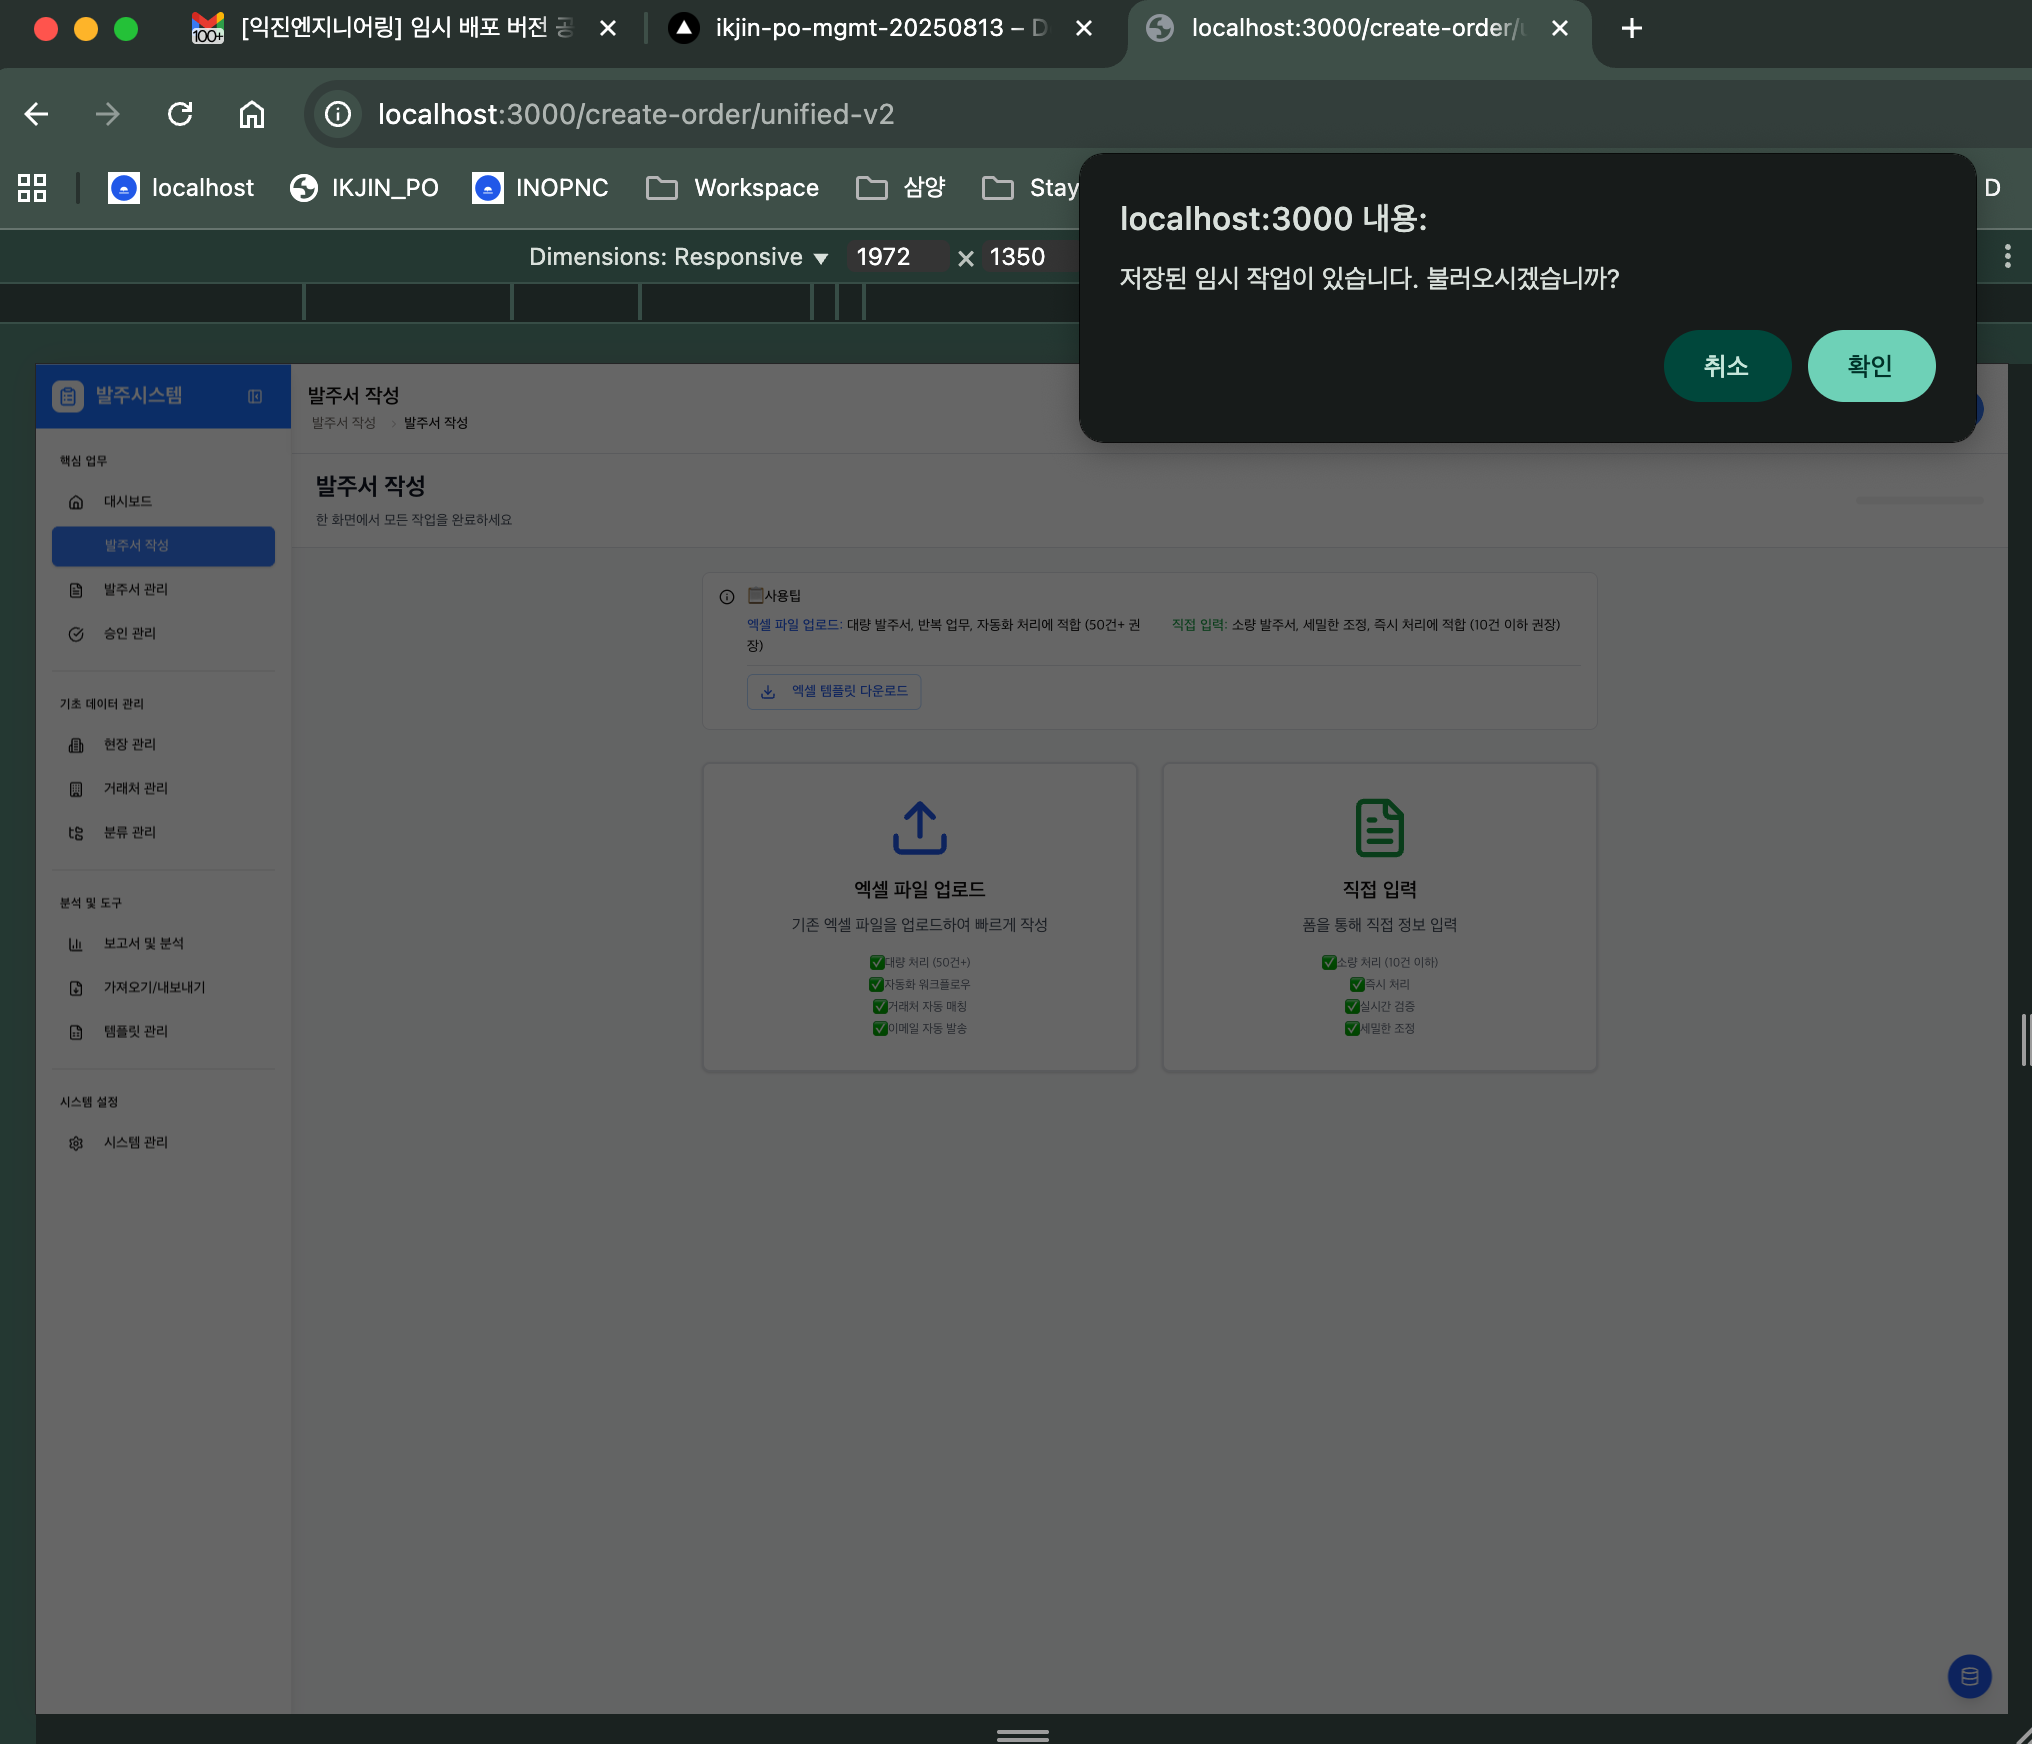 [익진엔지니어링] 임시 배포 버전 공
ikjin-po-mgmt-20250813 – D
localhost:3000/create-order/u
100+
localhost:3000/create-order/unified-v2
localhost
IKJIN_PO
INOPNC
Workspace
삼양
Stay
D
Dimensions: Responsive ▼ 1972 × 1350
localhost:3000 내용:
저장된 임시 작업이 있습니다. 불러오시겠습니까?
취소
확인
발주시스템
핵심 업무
대시보드
발주서 작성
발주서 관리
승인 관리
기초 데이터 관리
현장 관리
거래처 관리
분류 관리
분석 및 도구
보고서 및 분석
가져오기/내보내기
템플릿 관리
시스템 설정
시스템 관리
발주서 작성
발주서 작성 > 발주서 작성
발주서 작성
한 화면에서 모든 작업을 완료하세요
📋사용팁
엑셀 파일 업로드: 대량 발주서, 반복 업무, 자동화 처리에 적합 (50건+ 권
장)
직접 입력: 소량 발주서, 세밀한 조정, 즉시 처리에 적합 (10건 이하 권장)
엑셀 템플릿 다운로드
엑셀 파일 업로드
기존 엑셀 파일을 업로드하여 빠르게 작성
✅대량 처리 (50건+)
✅자동화 워크플로우
✅거래처 자동 매칭
✅이메일 자동 발송
직접 입력
폼을 통해 직접 정보 입력
✅소량 처리 (10건 이하)
✅즉시 처리
✅실시간 검증
✅세밀한 조정